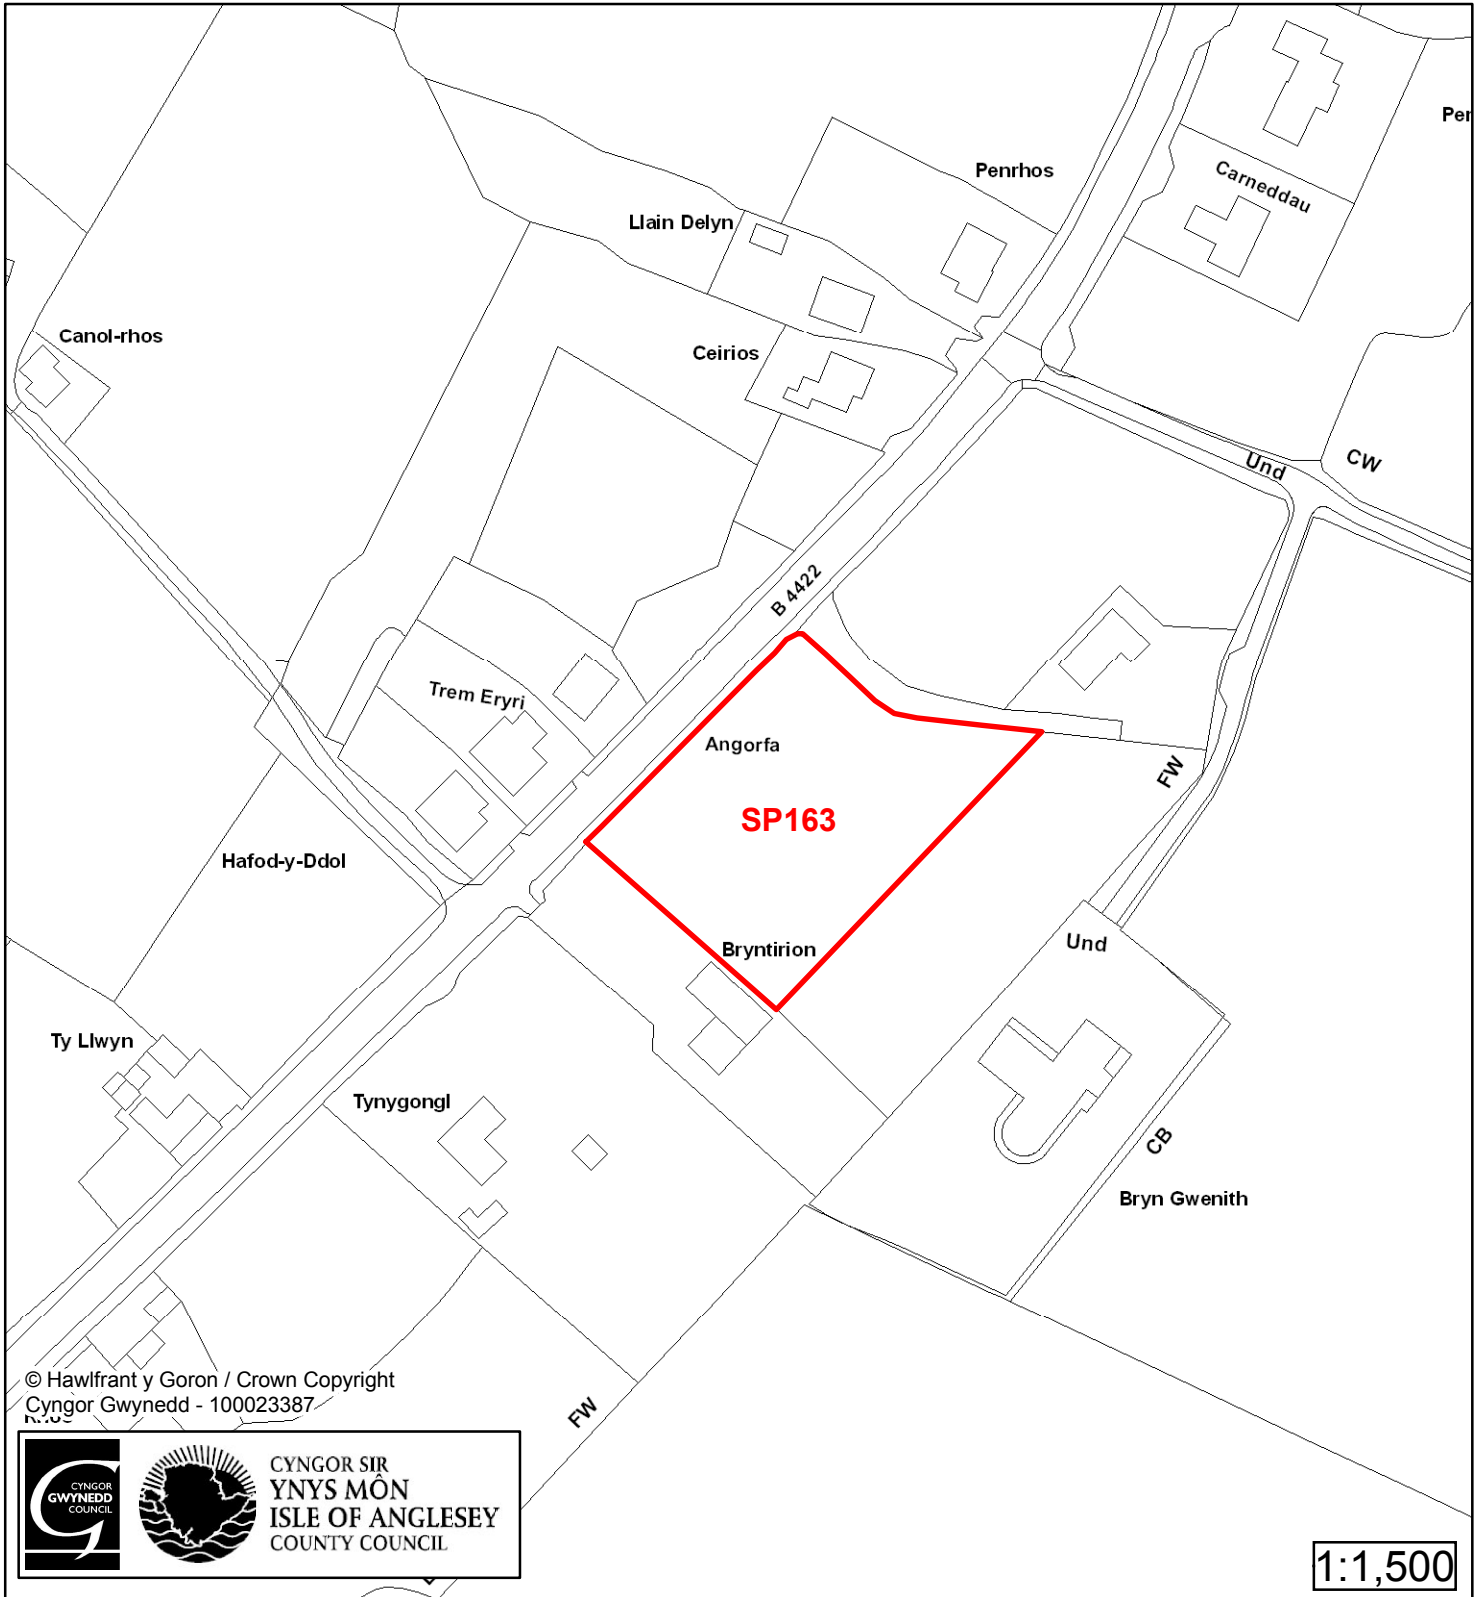 Per
Penrhos
Carneddau
Llain Delyn
Canol-rhos
Ceirios
Und
CW
B 4422
Trem Eryri
Angorfa
FW
SP163
Hafod-y-Ddol
Bryntirion
Und
Ty Llwyn
Tynygongl
CB
Bryn Gwenith
© Hawlfraint y Goron / Crown Copyright
Cyngor Gwynedd - 100023387
FW
CYNGOR
GWYNEDD
COUNCIL
CYNGOR SIR
YNYS MÔN
ISLE OF ANGLESEY
COUNTY COUNCIL
1:1,500